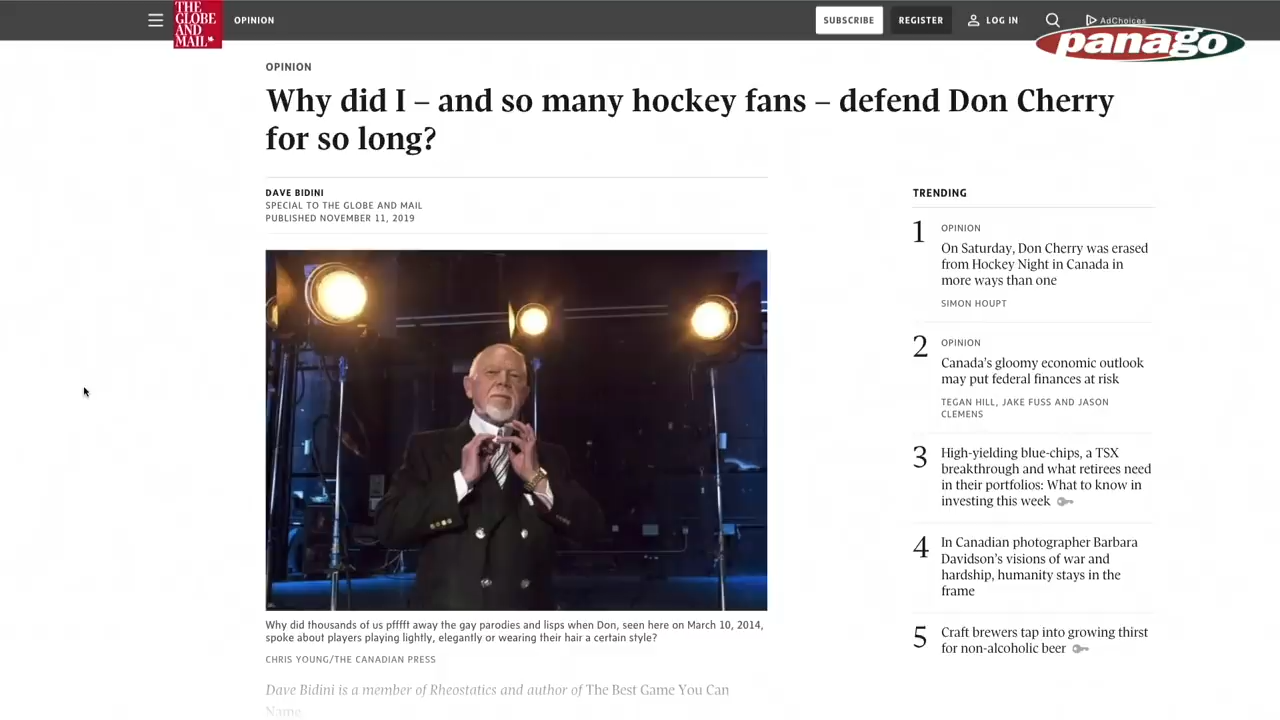 THE
GLOBE
AND
MAIL
OPINION
SUBSCRIBE
REGISTER
LOG IN
AdChoices
panago
OPINION
Why did I – and so many hockey fans – defend Don Cherry
for so long?
DAVE BIDINI
SPECIAL TO THE GLOBE AND MAIL
PUBLISHED NOVEMBER 11, 2019
Why did thousands of us pfffft away the gay parodies and lisps when Don, seen here on March 10, 2014,
spoke about players playing lightly, elegantly or wearing their hair a certain style?
CHRIS YOUNG/THE CANADIAN PRESS
Dave Bidini is a member of Rheostatics and author of The Best Game You Can
Name.
TRENDING
1
OPINION
On Saturday, Don Cherry was erased
from Hockey Night in Canada in
more ways than one
SIMON HOUPT
2
OPINION
Canada's gloomy economic outlook
may put federal finances at risk
TEGAN HILL, JAKE FUSS AND JASON
CLEMENS
3
High-yielding blue-chips, a TSX
breakthrough and what retirees need
in their portfolios: What to know in
investing this week
4
In Canadian photographer Barbara
Davidson's visions of war and
hardship, humanity stays in the
frame
5
Craft brewers tap into growing thirst
for non-alcoholic beer